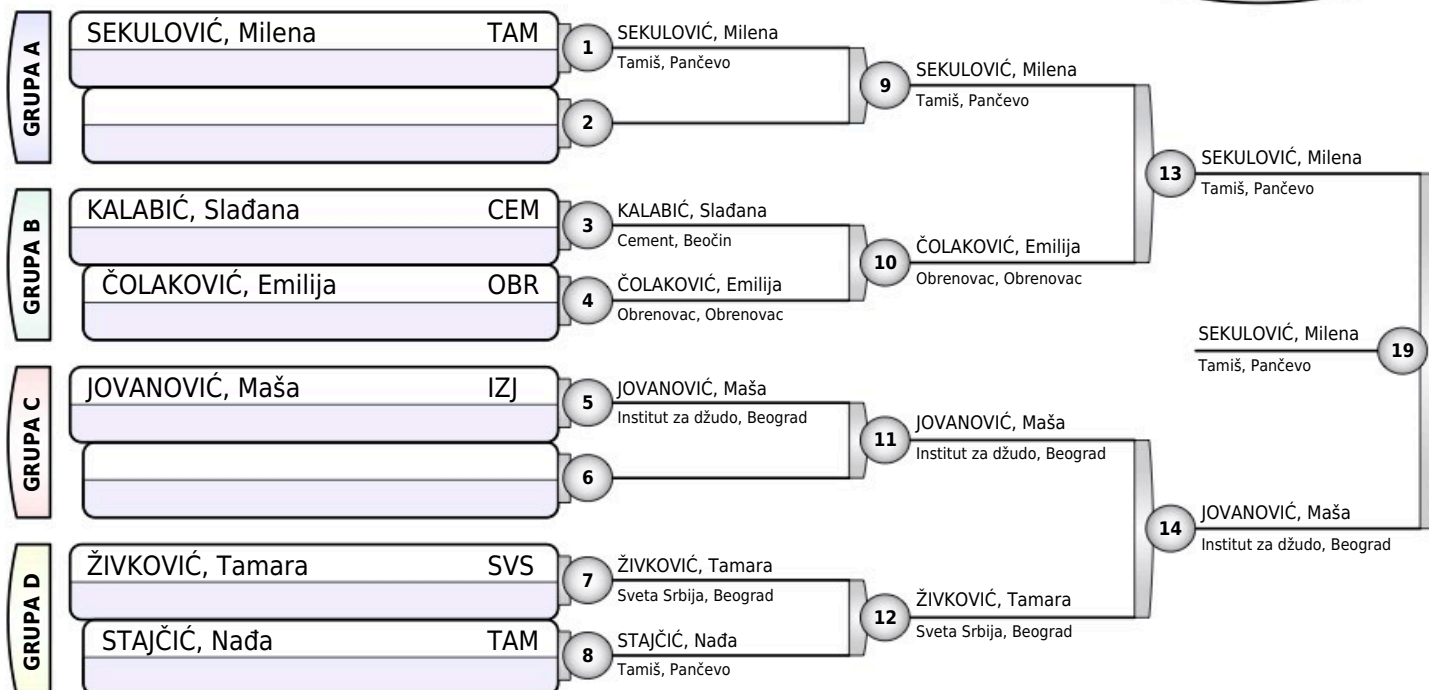 GRUPA A
SEKULOVIĆ, Milena TAM
1
SEKULOVIĆ, Milena
Tamiš, Pančevo
2
9
SEKULOVIĆ, Milena
Tamiš, Pančevo
GRUPA B
KALABIĆ, Slađana CEM
3
KALABIĆ, Slađana
Cement, Beočin
ČOLAKOVIĆ, Emilija OBR
4
ČOLAKOVIĆ, Emilija
Obrenovac, Obrenovac
10
ČOLAKOVIĆ, Emilija
Obrenovac, Obrenovac
13
SEKULOVIĆ, Milena
Tamiš, Pančevo
GRUPA C
JOVANOVIĆ, Maša IZJ
5
JOVANOVIĆ, Maša
Institut za džudo, Beograd
6
11
JOVANOVIĆ, Maša
Institut za džudo, Beograd
GRUPA D
ŽIVKOVIĆ, Tamara SVS
7
ŽIVKOVIĆ, Tamara
Sveta Srbija, Beograd
STAJČIĆ, Nađa TAM
8
STAJČIĆ, Nađa
Tamiš, Pančevo
12
ŽIVKOVIĆ, Tamara
Sveta Srbija, Beograd
14
JOVANOVIĆ, Maša
Institut za džudo, Beograd
SEKULOVIĆ, Milena
Tamiš, Pančevo
19